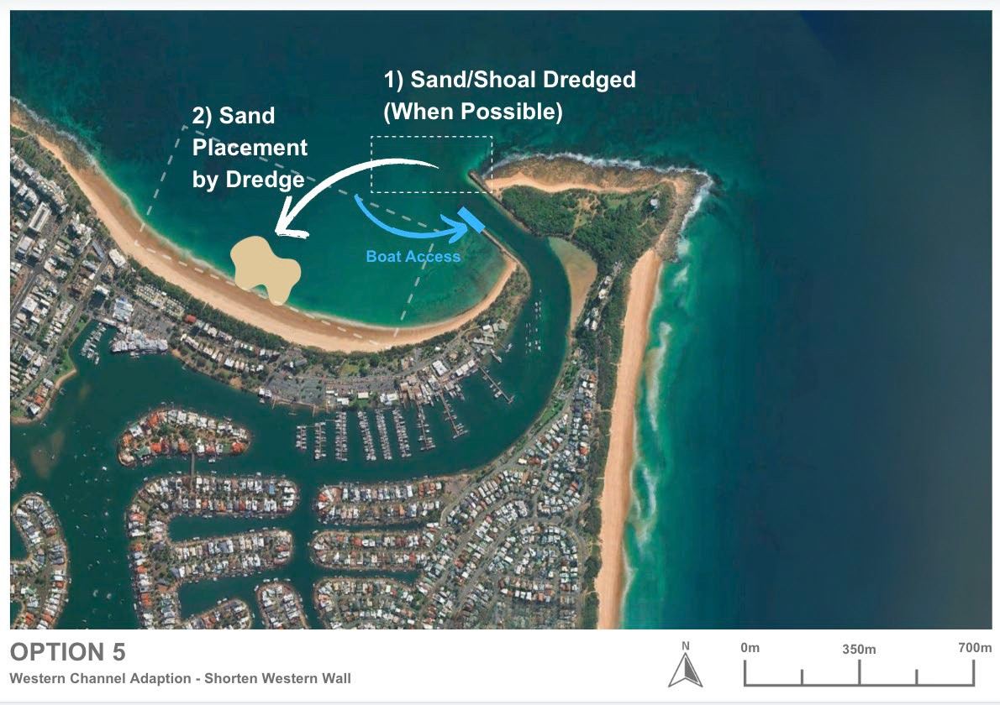 1) Sand/Shoal Dredged
(When Possible)
2) Sand
Placement
by Dredge
Boat Access
OPTION 5
Western Channel Adaption - Shorten Western Wall
N
0m
350m
700m